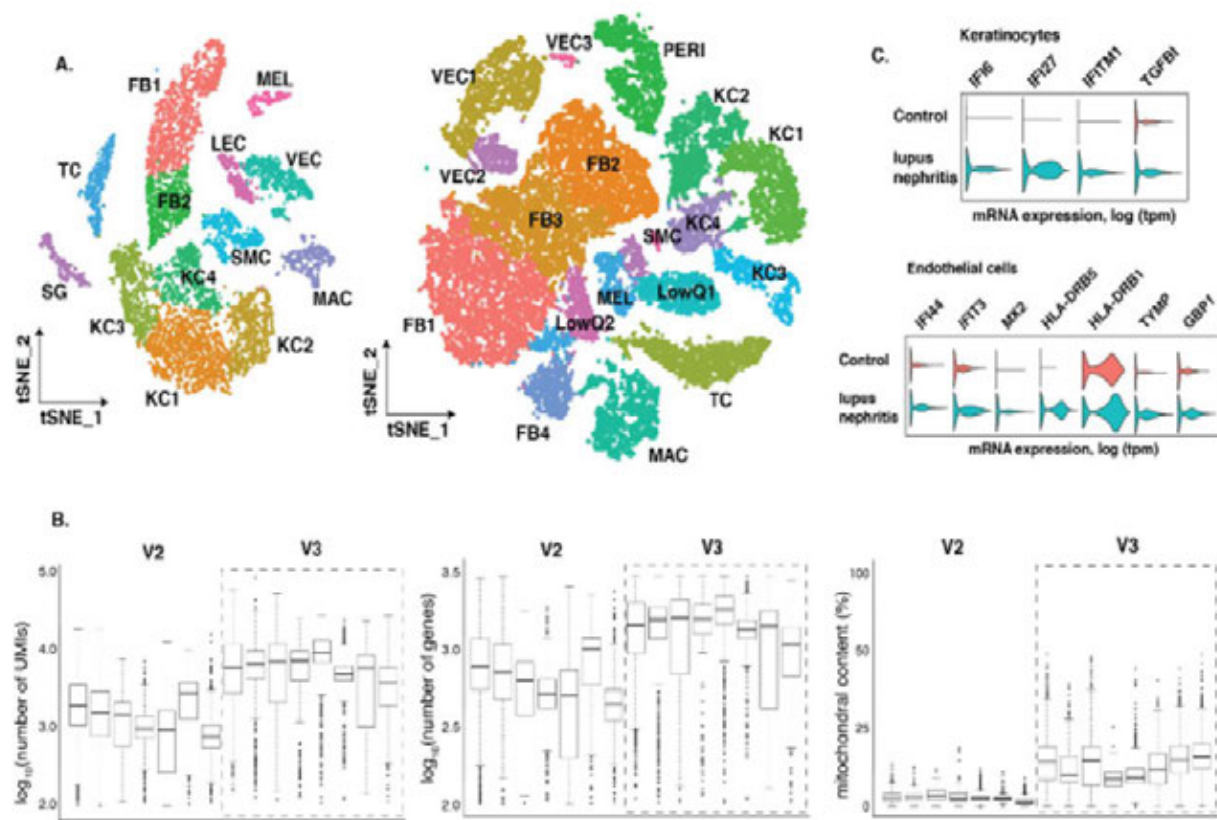 A.
FB1
MEL
LEC
VEC
TC
FB2
SMC
KC4
MAC
SG
KC3
KC2
KC1
tSNE_2
tSNE_1
VEC3
PERI
VEC1
KC2
KC1
FB2
VEC2
FB3
KC4
SMC
KC3
MEL
LowQ1
FB1
LowQ2
TC
FB4
MAC
tSNE_2
tSNE_1
C.
Keratinocytes
IFI6 IFI27 IFITM1 TGFBI
Control
lupus
nephritis
mRNA expression, log (tpm)
Endothelial cells
IFI44 IFIT3 MX2 HLA-DRB5 HLA-DRB1 TYMP GBP1
Control
lupus
nephritis
mRNA expression, log (tpm)
B.
V2 V3
5.0
4.0
3.0
2.0
log10(number of UMIs)
V2 V3
3.5
3.0
2.5
2.0
log10(number of genes)
V2 V3
100
50
25
0
mitochondral content (%)